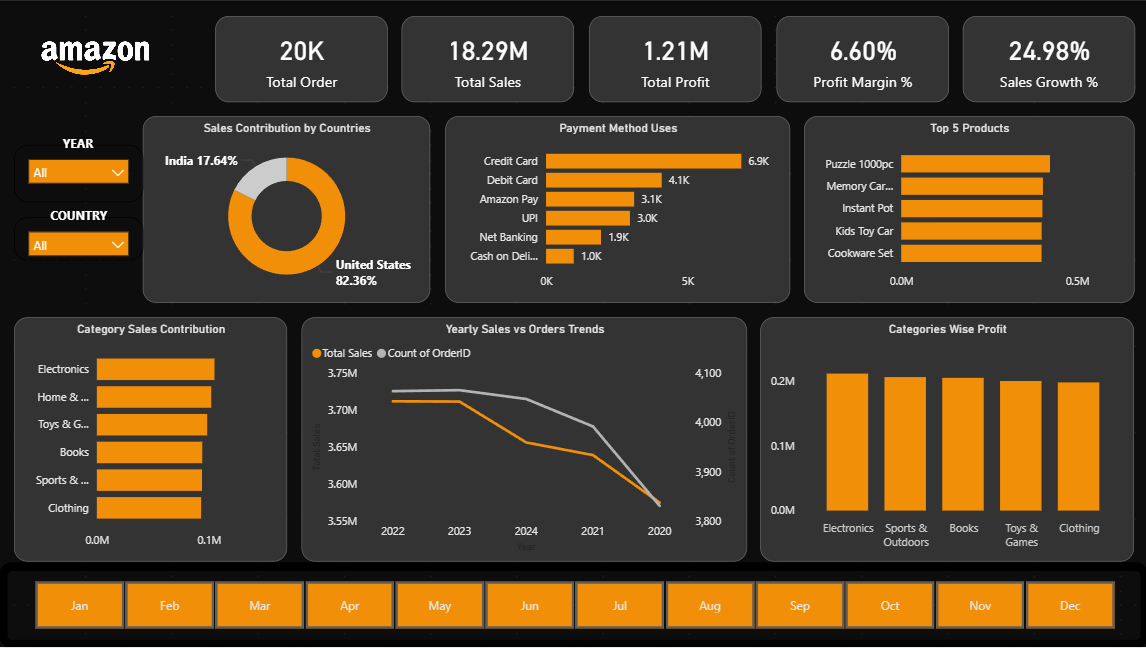 amazon
20K
Total Order
18.29M
Total Sales
1.21M
Total Profit
6.60%
Profit Margin %
24.98%
Sales Growth %
YEAR
All
COUNTRY
All
Sales Contribution by Countries
India 17.64%
United States
82.36%
Payment Method Uses
Credit Card 6.9K
Debit Card 4.1K
Amazon Pay 3.1K
UPI 3.0K
Net Banking 1.9K
Cash on Deli... 1.0K
0K 5K
Top 5 Products
Puzzle 1000pc
Memory Car...
Instant Pot
Kids Toy Car
Cookware Set
0.0M 0.5M
Category Sales Contribution
Electronics
Home & ...
Toys & G...
Books
Sports & ...
Clothing
0.0M 0.1M
Yearly Sales vs Orders Trends
Total Sales Count of OrderID
3.75M
3.70M
3.65M
3.60M
3.55M
Total Sales
4,100
4,000
3,900
3,800
Count of OrderID
2022 2023 2024 2021 2020
Year
Categories Wise Profit
0.2M
0.1M
0.0M
Electronics
Sports &
Outdoors
Books
Toys &
Games
Clothing
Jan Feb Mar Apr May Jun Jul Aug Sep Oct Nov Dec